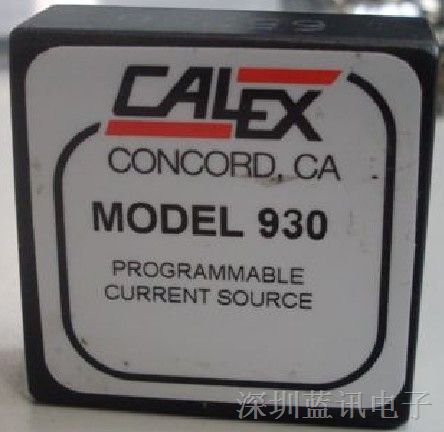 CALEX
CONCORD, CA
MODEL 930
PROGRAMMABLE
CURRENT SOURCE
深圳蓝讯电子